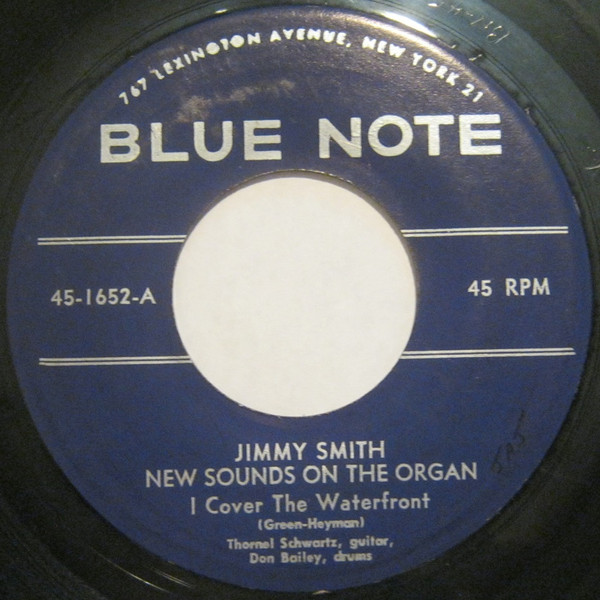 767 LEXINGTON AVENUE, NEW YORK 21
BLUE NOTE
45-1652-A
45 RPM
JIMMY SMITH
NEW SOUNDS ON THE ORGAN
I Cover The Waterfront
(Green-Heyman)
Thornel Schwartz, guitar,
Don Bailey, drums